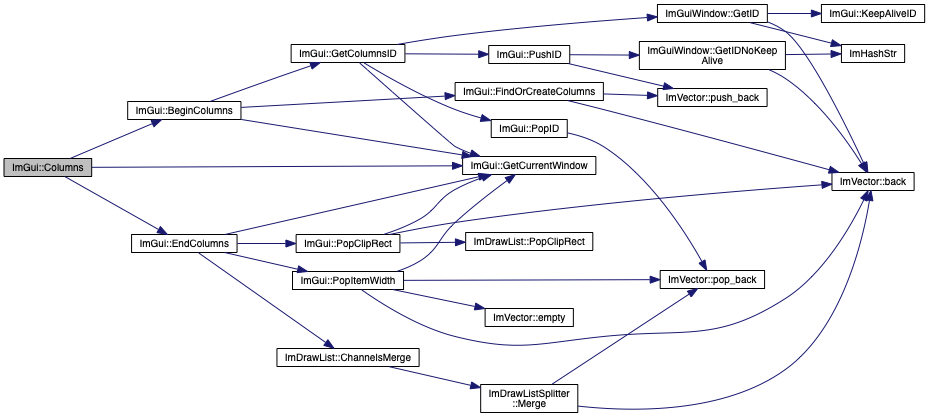 ImGui::Columns
ImGui::BeginColumns
ImGui::EndColumns
ImGui::GetColumnsID
ImGui::PopClipRect
ImGui::PopItemWidth
ImDrawList::ChannelsMerge
ImGui::PushID
ImGui::FindOrCreateColumns
ImGui::PopID
ImGui::GetCurrentWindow
ImDrawList::PopClipRect
ImVector::empty
ImDrawListSplitter
::Merge
ImGuiWindow::GetID
ImGuiWindow::GetIDNoKeep
Alive
ImVector::push_back
ImVector::pop_back
ImGui::KeepAliveID
ImHashStr
ImVector::back